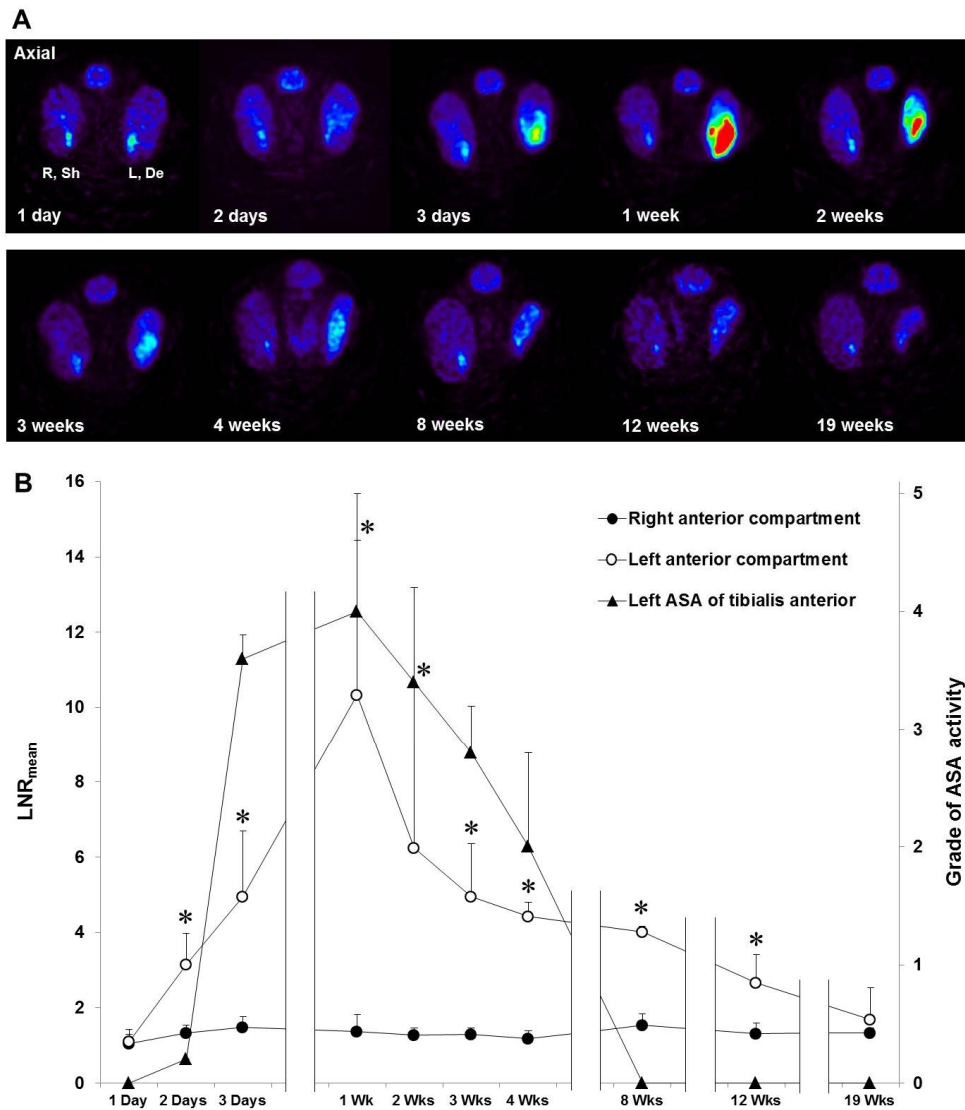 A
Axial
R, Sh L, De
1 day 2 days 3 days 1 week 2 weeks
3 weeks 4 weeks 8 weeks 12 weeks 19 weeks
B
LNRmean
16
14
12
10
8
6
4
2
0
Right anterior compartment
Left anterior compartment
Left ASA of tibialis anterior
* * * * * * * *
Grade of ASA activity
5
4
3
2
1
0
1 Day 2 Days 3 Days 1 Wk 2 Wks 3 Wks 4 Wks 8 Wks 12 Wks 19 Wks